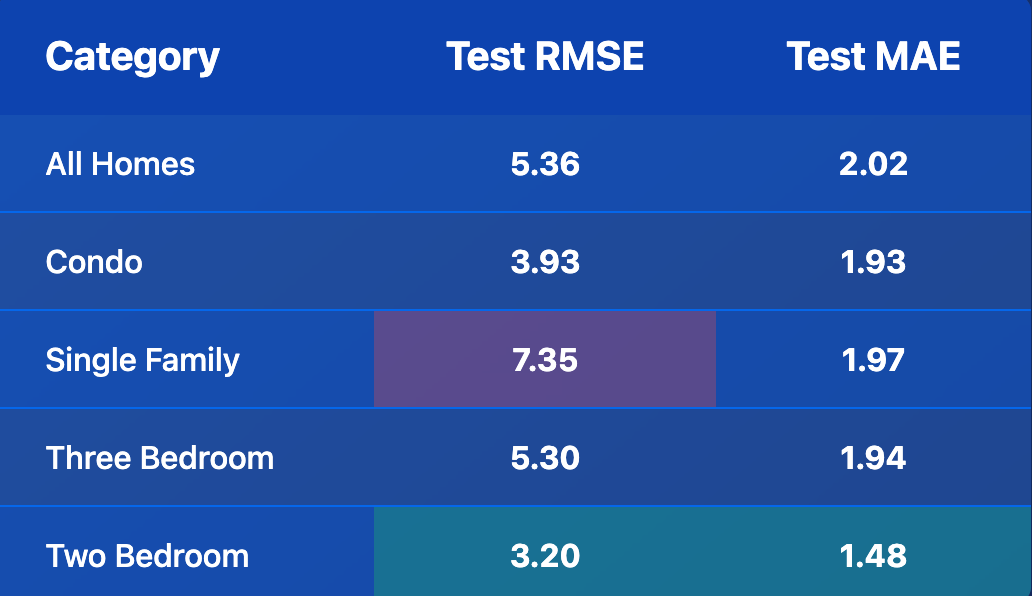 Category Test RMSE Test MAE
All Homes 5.36 2.02
Condo 3.93 1.93
Single Family 7.35 1.97
Three Bedroom 5.30 1.94
Two Bedroom 3.20 1.48